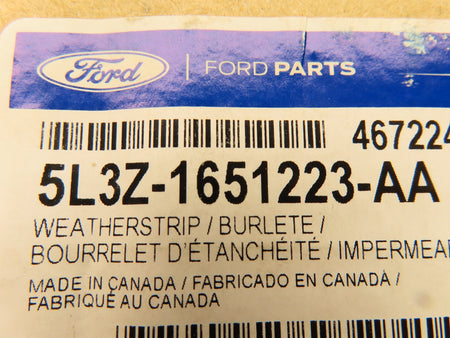 Ford | FORD PARTS
467224
5L3Z-1651223-AA
WEATHERSTRIP / BURLETE /
BOURRELET D'ÉTANCHÉITÉ / IMPERMEA
MADE IN CANADA / FABRICADO EN CANADA /
FABRIQUÉ AU CANADA